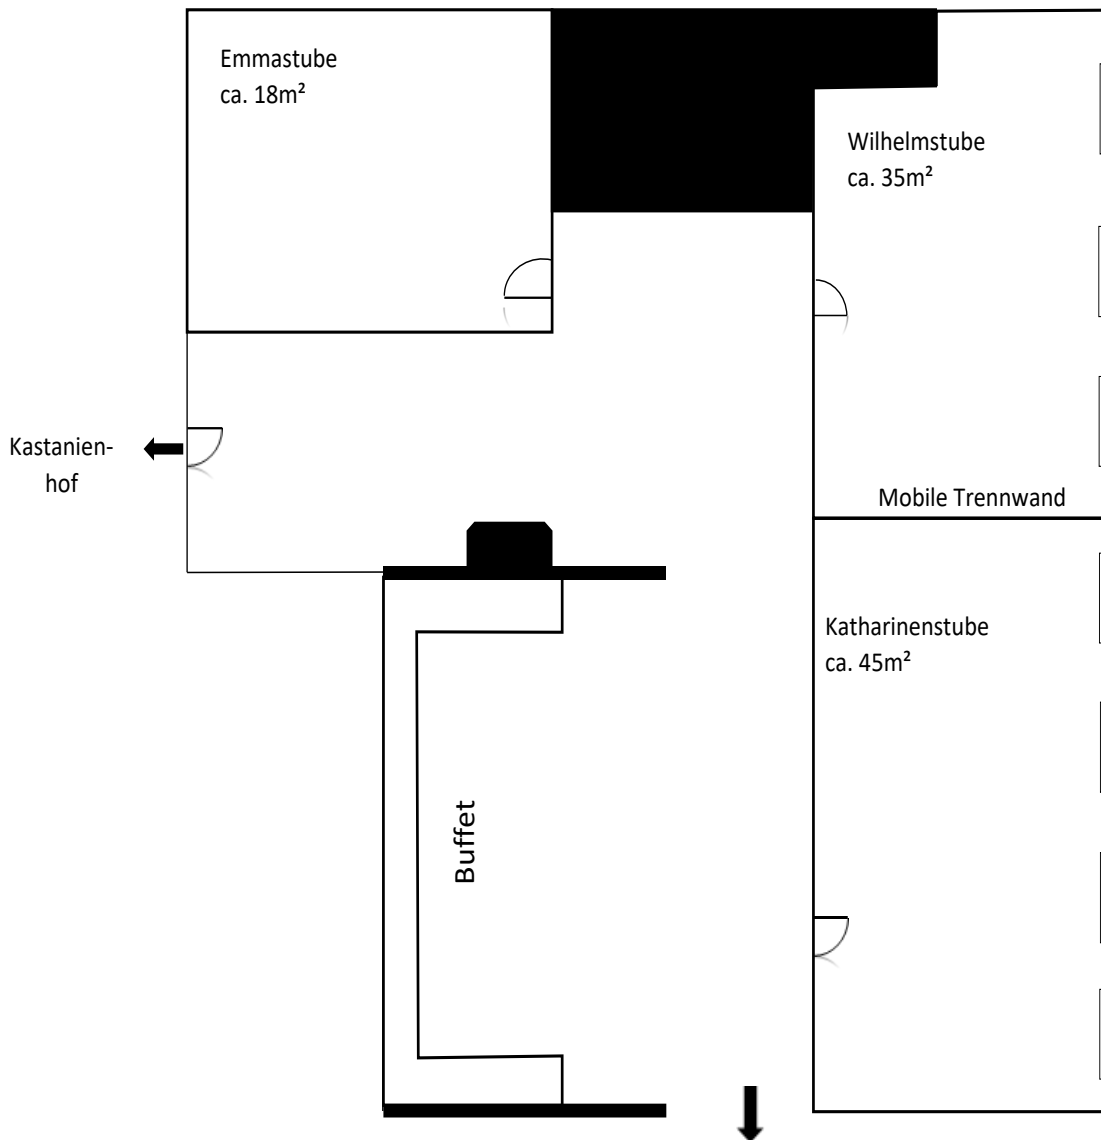 Emmastube
ca. 18m²
Wilhelmstube
ca. 35m²
Kastanien-
hof
Mobile Trennwand
Katharinenstube
ca. 45m²
Buffet